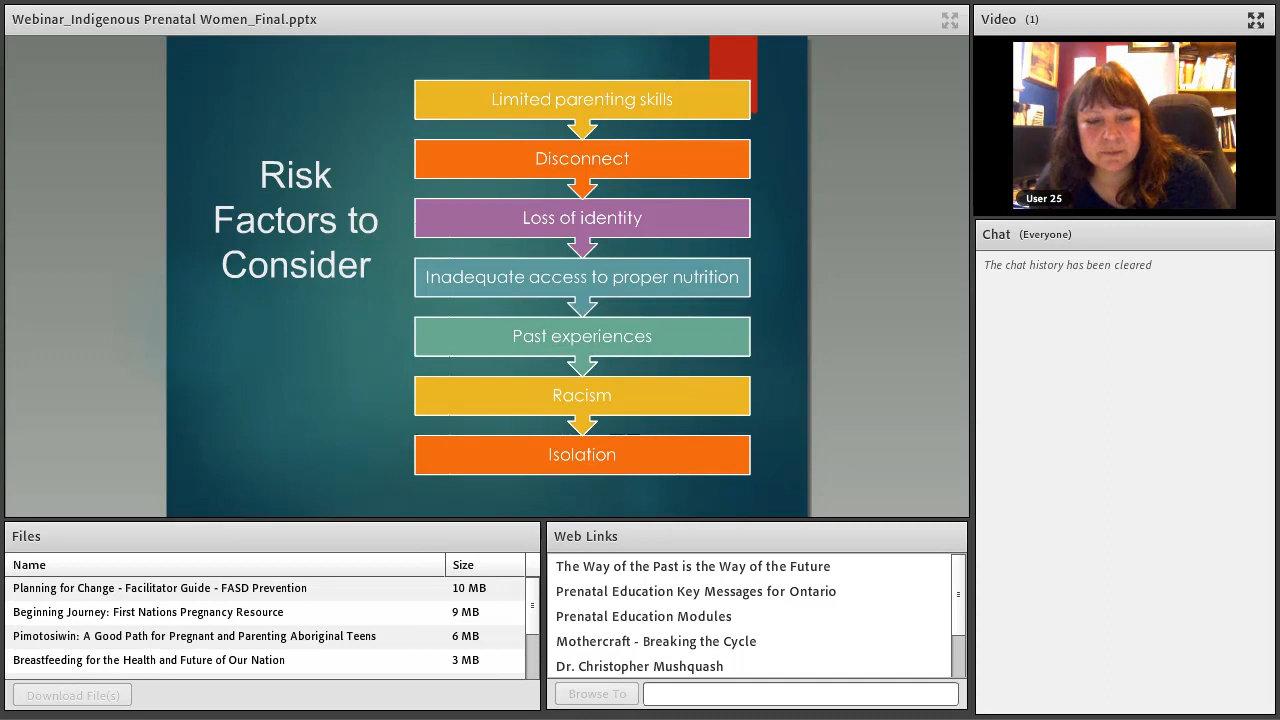 Webinar_Indigenous Prenatal Women_Final.pptx
Risk
Factors to
Consider
Limited parenting skills
Disconnect
Loss of identity
Inadequate access to proper nutrition
Past experiences
Racism
Isolation
Video (1)
User 25
Chat (Everyone)
The chat history has been cleared
Files
Name Size
Planning for Change - Facilitator Guide - FASD Prevention 10 MB
Beginning Journey: First Nations Pregnancy Resource 9 MB
Pimotosiwin: A Good Path for Pregnant and Parenting Aboriginal Teens 6 MB
Breastfeeding for the Health and Future of Our Nation 3 MB
Download File(s)
Web Links
The Way of the Past is the Way of the Future
Prenatal Education Key Messages for Ontario
Prenatal Education Modules
Mothercraft - Breaking the Cycle
Dr. Christopher Mushquash
Browse To